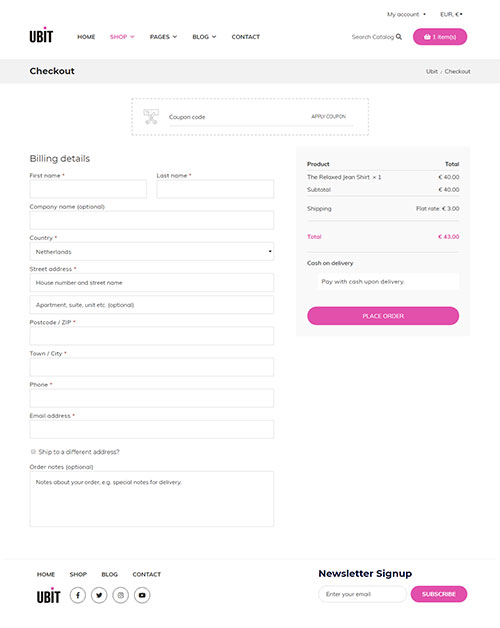 My account EUR, €
UBIT HOME SHOP PAGES BLOG CONTACT Search Catalog 1 item(s)
Checkout Ubit / Checkout
Coupon code APPLY COUPON
Billing details
First name * Last name *
Company name (optional)
Country *
Netherlands
Street address *
House number and street name
Apartment, suite, unit etc. (optional)
Postcode / ZIP *
Town / City *
Phone *
Email address *
Ship to a different address?
Order notes (optional)
Notes about your order, e.g. special notes for delivery.
Product Total
The Relaxed Jean Shirt × 1 € 40.00
Subtotal € 40.00
Shipping Flat rate: € 3.00
Total € 43.00
Cash on delivery
Pay with cash upon delivery.
PLACE ORDER
HOME SHOP BLOG CONTACT
UBIT
Newsletter Signup
Enter your email SUBSCRIBE